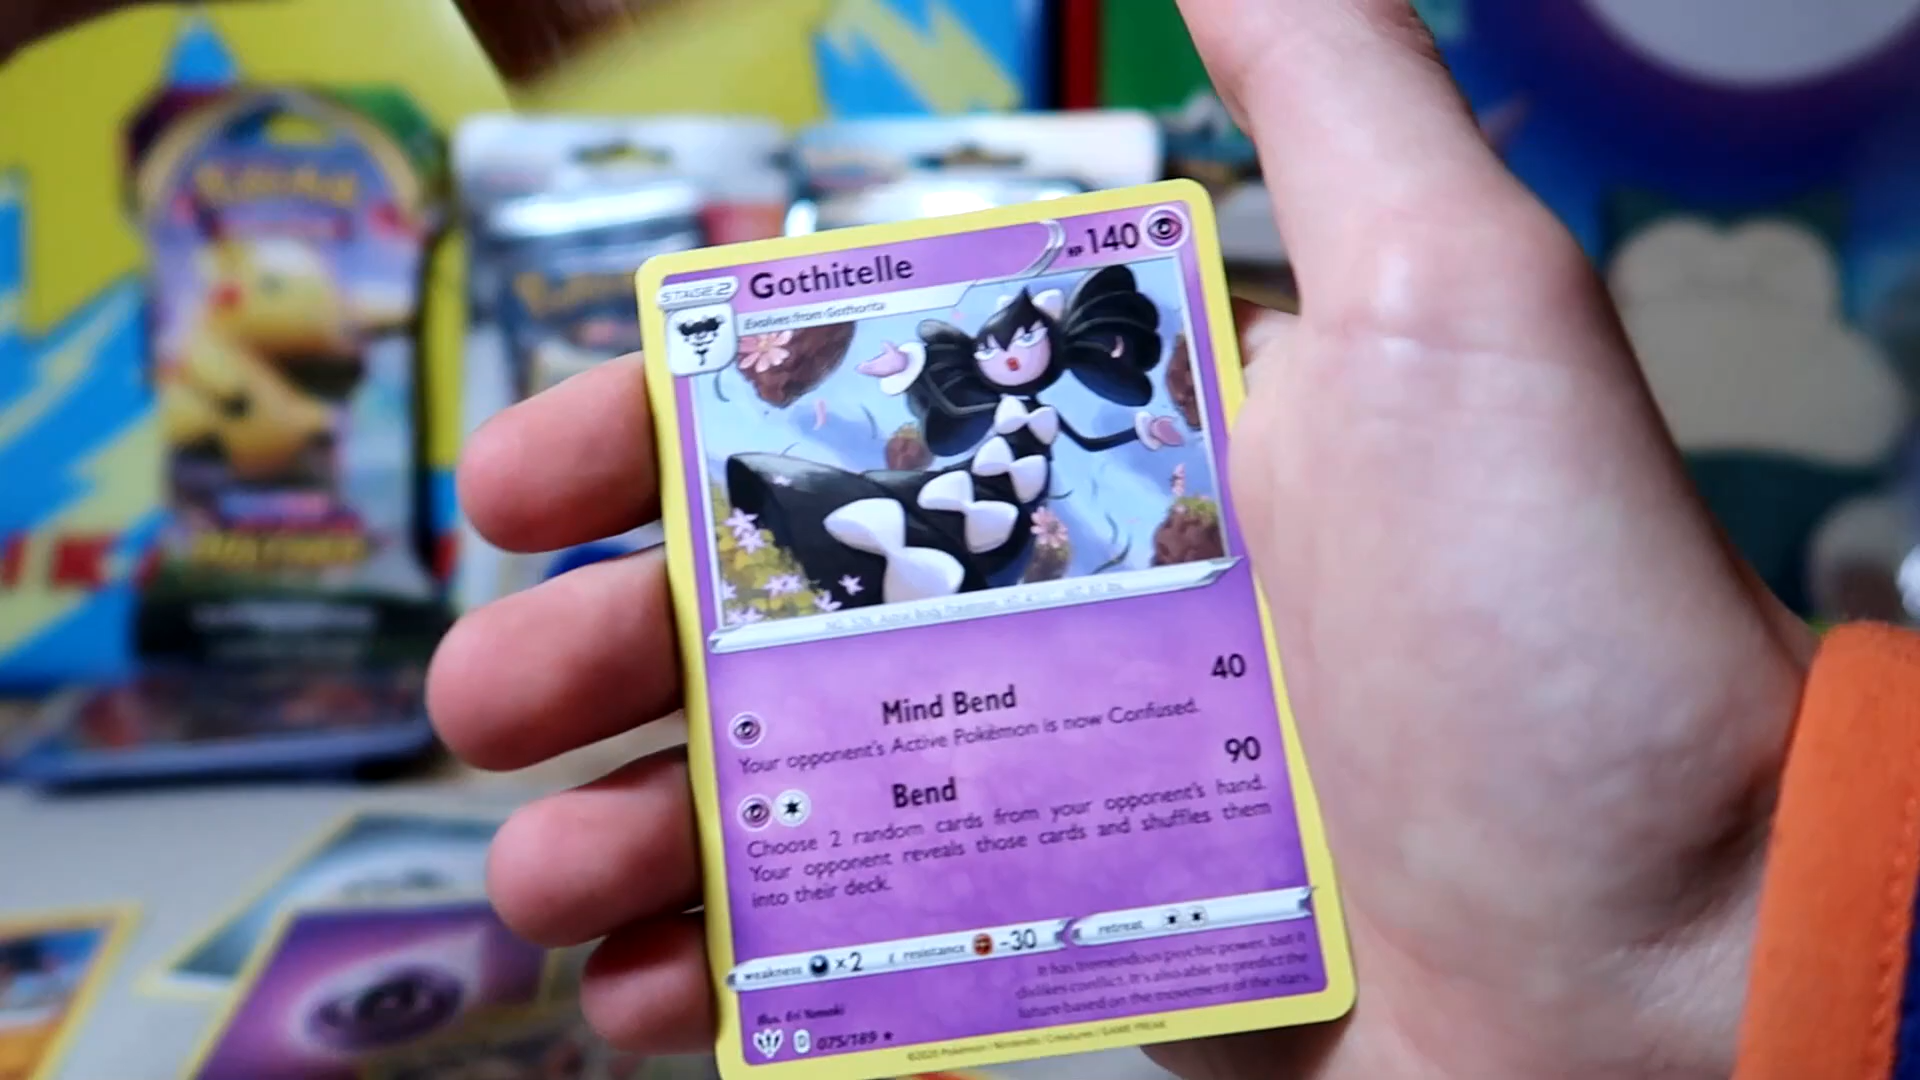 STAGE 2
Gothitelle
HP 140
Evolves from Gothorita
Mind Bend
40
Your opponent's Active Pokémon is now Confused.
Bend
90
Choose 2 random cards from your opponent's hand.
Your opponent reveals those cards and shuffles them
into their deck.
weakness ×2 resistance -30 retreat
It has tremendous psychic power, but it
dislikes conflict. It's also able to predict the
future based on the movement of the stars.
Illus. Eri Yamaki
D 075/189 ★
©2020 Pokémon / Nintendo / Creatures / GAME FREAK